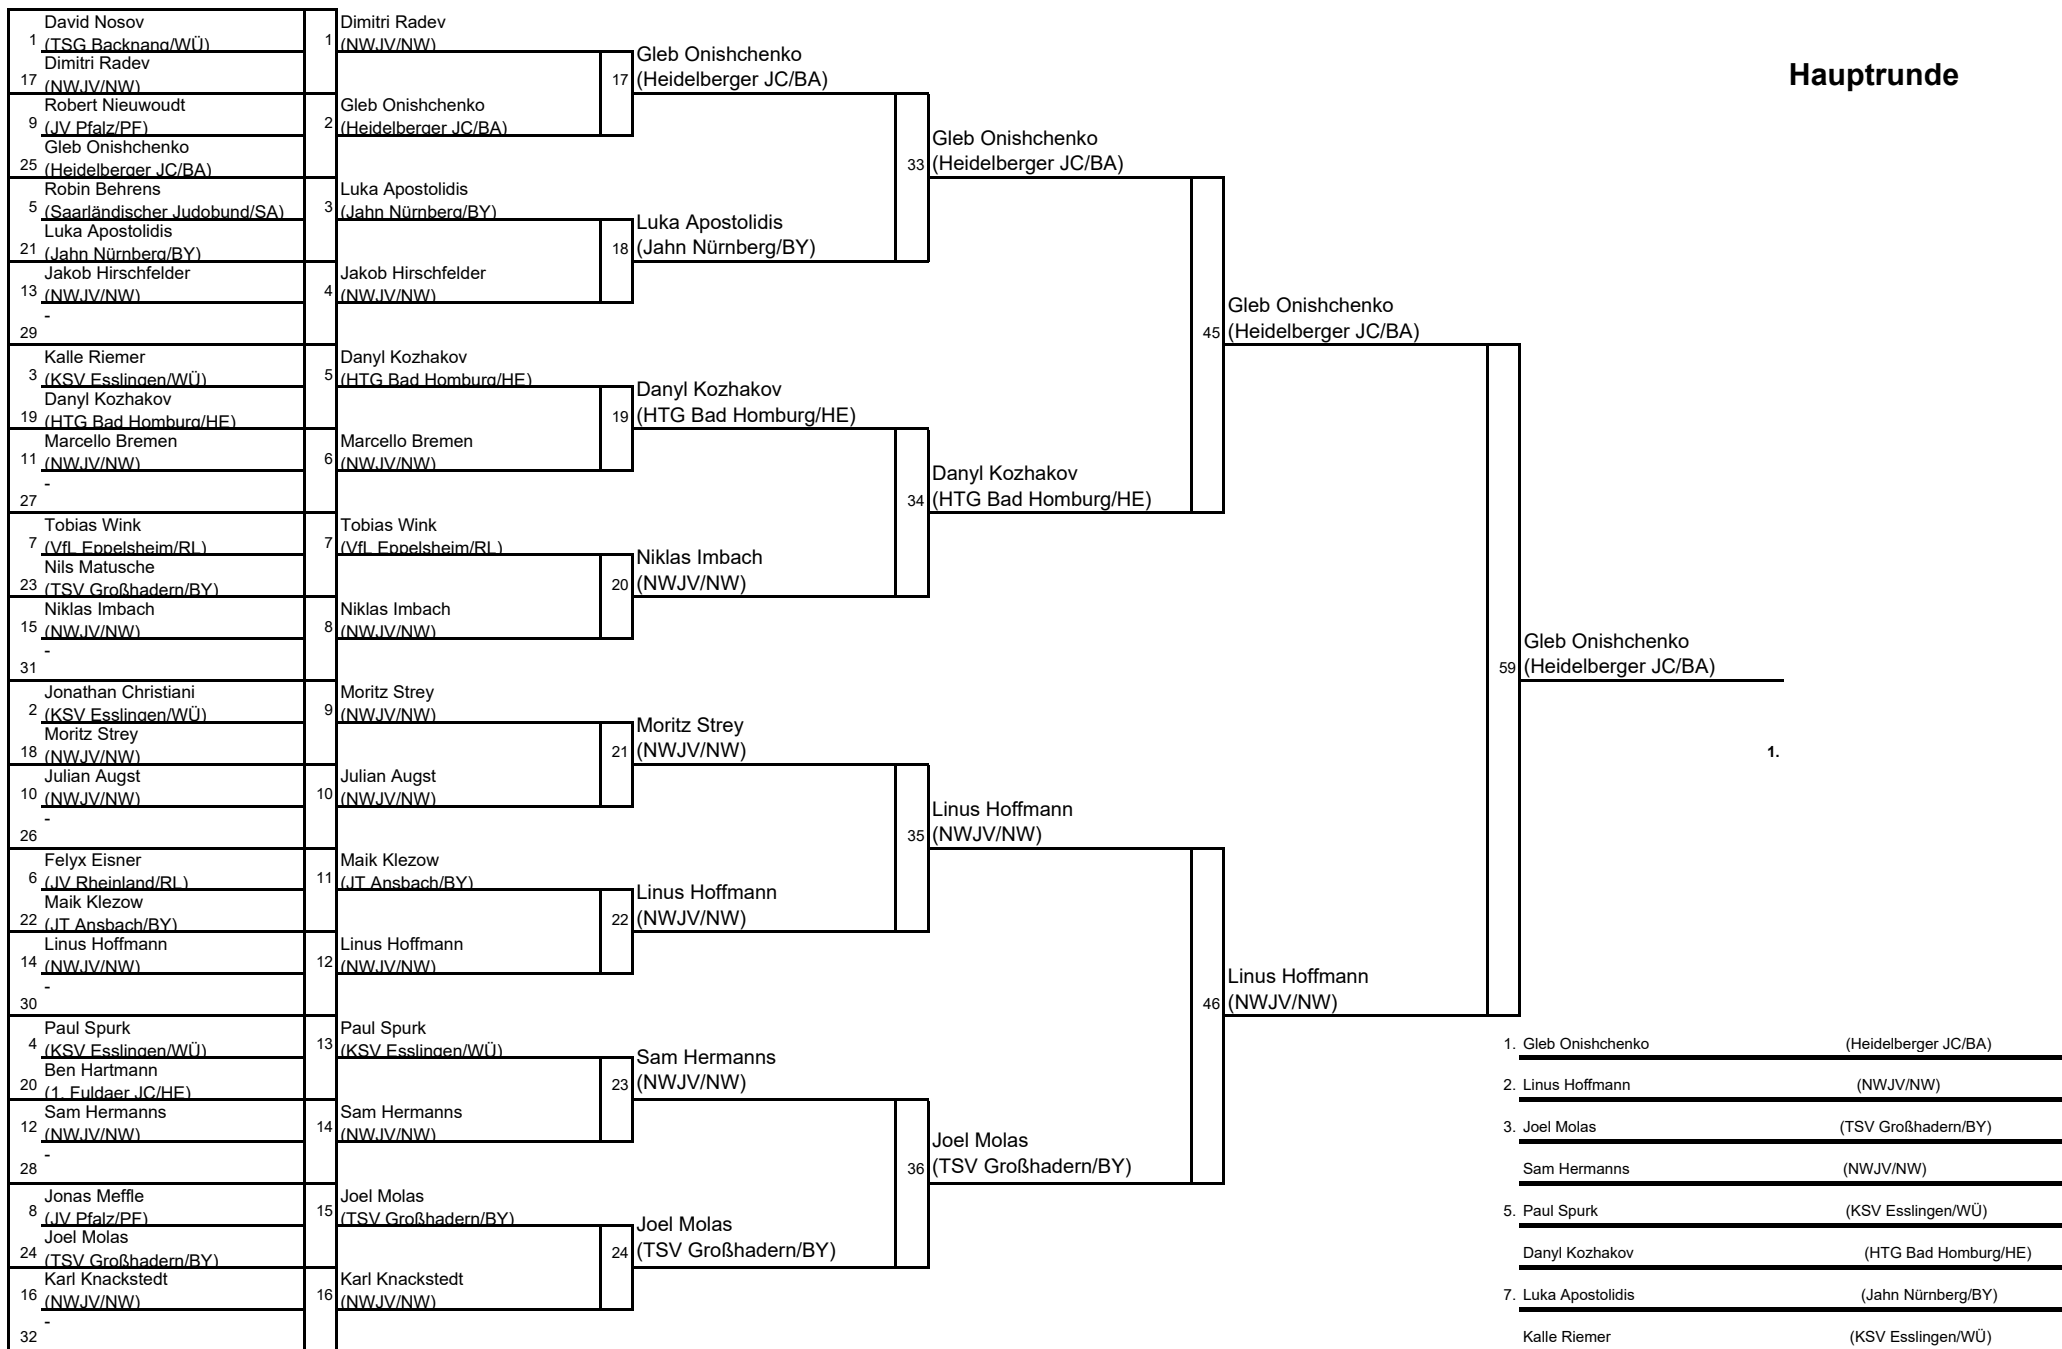 Hauptrunde
David Nosov
1 (TSG Backnang/WÜ)
Dimitri Radev
17 (NWJV/NW)
Robert Nieuwoudt
9 (JV Pfalz/PF)
Gleb Onishchenko
25 (Heidelberger JC/BA)
Robin Behrens
5 (Saarländischer Judobund/SA)
Luka Apostolidis
21 (Jahn Nürnberg/BY)
Jakob Hirschfelder
13 (NWJV/NW)
-
29
Kalle Riemer
3 (KSV Esslingen/WÜ)
Danyl Kozhakov
19 (HTG Bad Homburg/HE)
Marcello Bremen
11 (NWJV/NW)
-
27
Tobias Wink
7 (VfL Eppelsheim/RL)
Nils Matusche
23 (TSV Großhadern/BY)
Niklas Imbach
15 (NWJV/NW)
-
31
Jonathan Christiani
2 (KSV Esslingen/WÜ)
Moritz Strey
18 (NWJV/NW)
Julian Augst
10 (NWJV/NW)
-
26
Felyx Eisner
6 (JV Rheinland/RL)
Maik Klezow
22 (JT Ansbach/BY)
Linus Hoffmann
14 (NWJV/NW)
-
30
Paul Spurk
4 (KSV Esslingen/WÜ)
Ben Hartmann
20 (1. Fuldaer JC/HE)
Sam Hermanns
12 (NWJV/NW)
-
28
Jonas Meffle
8 (JV Pfalz/PF)
Joel Molas
24 (TSV Großhadern/BY)
Karl Knackstedt
16 (NWJV/NW)
-
32
Dimitri Radev
1 (NWJV/NW)
Gleb Onishchenko
2 (Heidelberger JC/BA)
Luka Apostolidis
3 (Jahn Nürnberg/BY)
Jakob Hirschfelder
4 (NWJV/NW)
Danyl Kozhakov
5 (HTG Bad Homburg/HE)
Marcello Bremen
6 (NWJV/NW)
Tobias Wink
7 (VfL Eppelsheim/RL)
Niklas Imbach
8 (NWJV/NW)
Moritz Strey
9 (NWJV/NW)
Julian Augst
10 (NWJV/NW)
Maik Klezow
11 (JT Ansbach/BY)
Linus Hoffmann
12 (NWJV/NW)
Paul Spurk
13 (KSV Esslingen/WÜ)
Sam Hermanns
14 (NWJV/NW)
Joel Molas
15 (TSV Großhadern/BY)
Karl Knackstedt
16 (NWJV/NW)
Gleb Onishchenko
17 (Heidelberger JC/BA)
Luka Apostolidis
18 (Jahn Nürnberg/BY)
Danyl Kozhakov
19 (HTG Bad Homburg/HE)
Niklas Imbach
20 (NWJV/NW)
Moritz Strey
21 (NWJV/NW)
Linus Hoffmann
22 (NWJV/NW)
Sam Hermanns
23 (NWJV/NW)
Joel Molas
24 (TSV Großhadern/BY)
Gleb Onishchenko
33 (Heidelberger JC/BA)
Danyl Kozhakov
34 (HTG Bad Homburg/HE)
Linus Hoffmann
35 (NWJV/NW)
Joel Molas
36 (TSV Großhadern/BY)
Gleb Onishchenko
45 (Heidelberger JC/BA)
Linus Hoffmann
46 (NWJV/NW)
Gleb Onishchenko
59 (Heidelberger JC/BA)
1.
1. Gleb Onishchenko (Heidelberger JC/BA)
2. Linus Hoffmann (NWJV/NW)
3. Joel Molas (TSV Großhadern/BY)
Sam Hermanns (NWJV/NW)
5. Paul Spurk (KSV Esslingen/WÜ)
Danyl Kozhakov (HTG Bad Homburg/HE)
7. Luka Apostolidis (Jahn Nürnberg/BY)
Kalle Riemer (KSV Esslingen/WÜ)